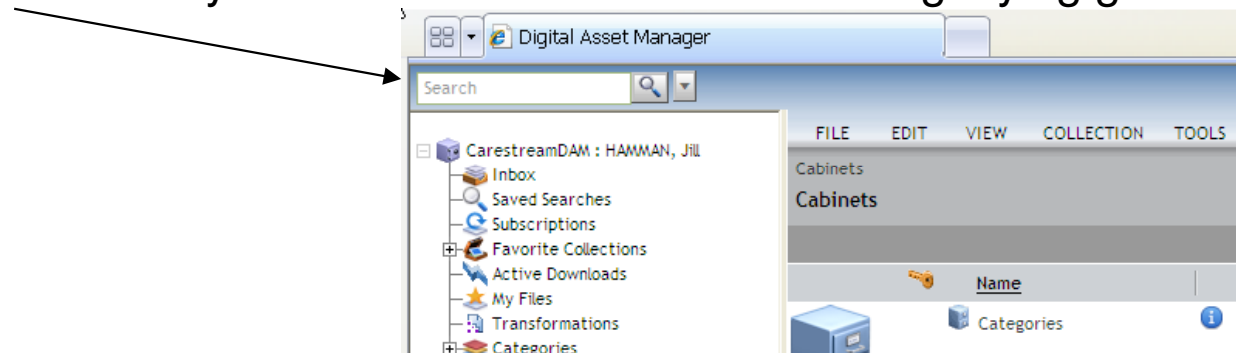 Digital Asset Manager
Search
FILE EDIT VIEW COLLECTION TOOLS
CarestreamDAM : HAMMAN, Jill
Inbox
Saved Searches
Subscriptions
Favorite Collections
Active Downloads
My Files
Transformations
Categories
Cabinets
Cabinets
Name
Categories